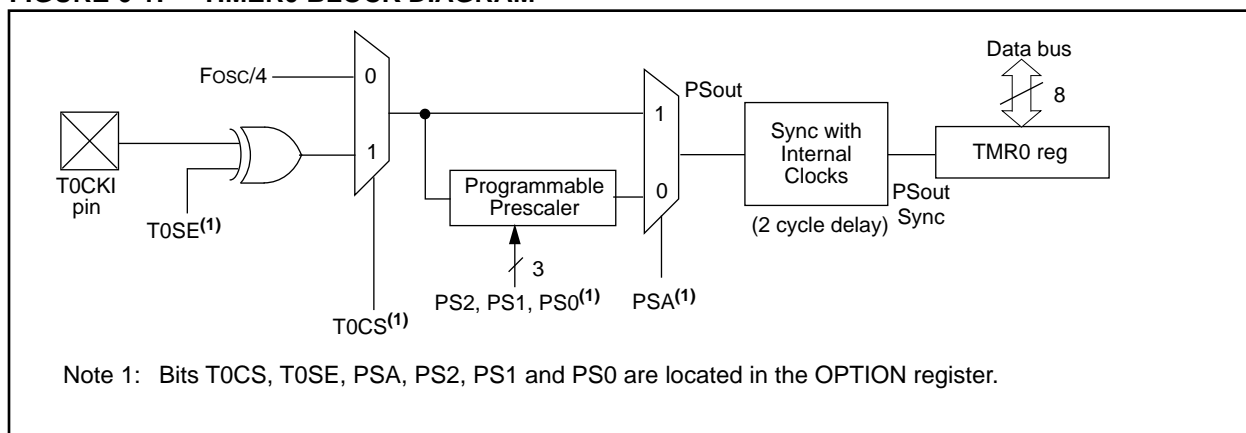 FIGURE 6-1: TIMER0 BLOCK DIAGRAM
Data bus
FOSC/4
0
1
T0CKI
pin
T0SE(1)
T0CS(1)
Programmable
Prescaler
3
PS2, PS1, PS0(1)
1
0
PSA(1)
PSout
Sync with
Internal
Clocks
(2 cycle delay)
PSout
Sync
8
TMR0 reg
Note 1: Bits T0CS, T0SE, PSA, PS2, PS1 and PS0 are located in the OPTION register.